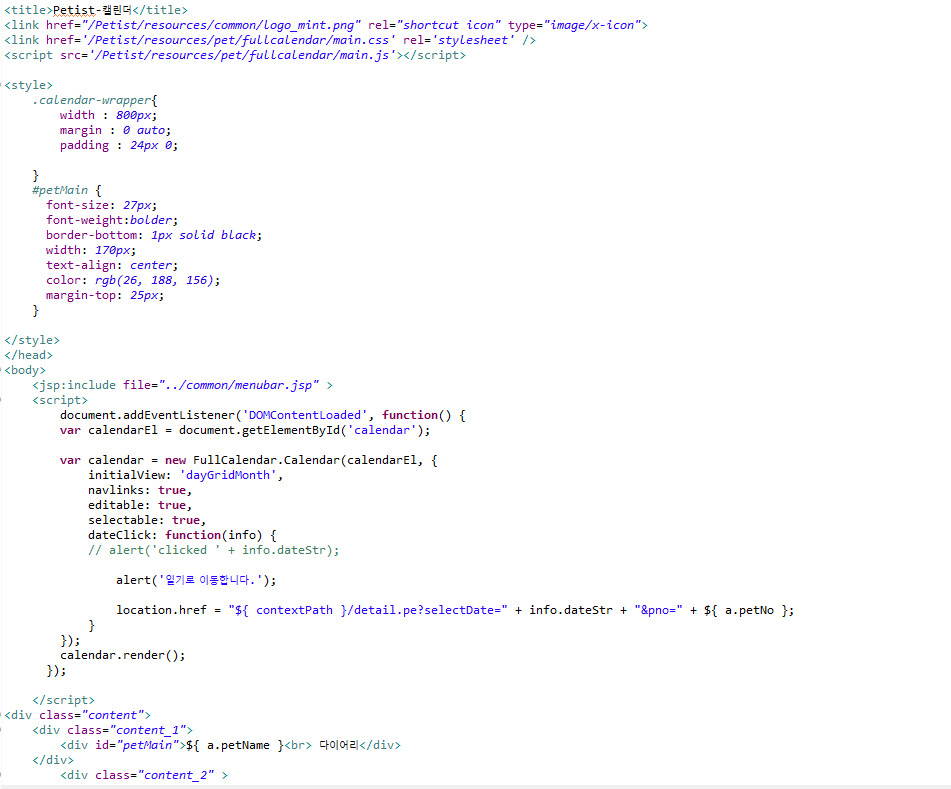 <title>Petist-캘린더</title>
<link href="/Petist/resources/common/logo_mint.png" rel="shortcut icon" type="image/x-icon">
<link href='/Petist/resources/pet/fullcalendar/main.css' rel='stylesheet' />
<script src='/Petist/resources/pet/fullcalendar/main.js'></script>
<style>
.calendar-wrapper{
width : 800px;
margin : 0 auto;
padding : 24px 0;
}
#petMain {
font-size: 27px;
font-weight:bolder;
border-bottom: 1px solid black;
width: 170px;
text-align: center;
color: rgb(26, 188, 156);
margin-top: 25px;
}
</style>
</head>
<body>
<jsp:include file="../common/menubar.jsp" >
<script>
document.addEventListener('DOMContentLoaded', function() {
var calendarEl = document.getElementById('calendar');
var calendar = new FullCalendar.Calendar(calendarEl, {
initialView: 'dayGridMonth',
navlinks: true,
editable: true,
selectable: true,
dateClick: function(info) {
// alert('clicked ' + info.dateStr);
alert('일기로 이동합니다.');
location.href = "${ contextPath }/detail.pe?selectDate=" + info.dateStr + "&pno=" + ${ a.petNo };
}
});
calendar.render();
});
</script>
<div class="content">
<div class="content_1">
<div id="petMain">${ a.petName }<br> 다이어리</div>
</div>
<div class="content_2" >